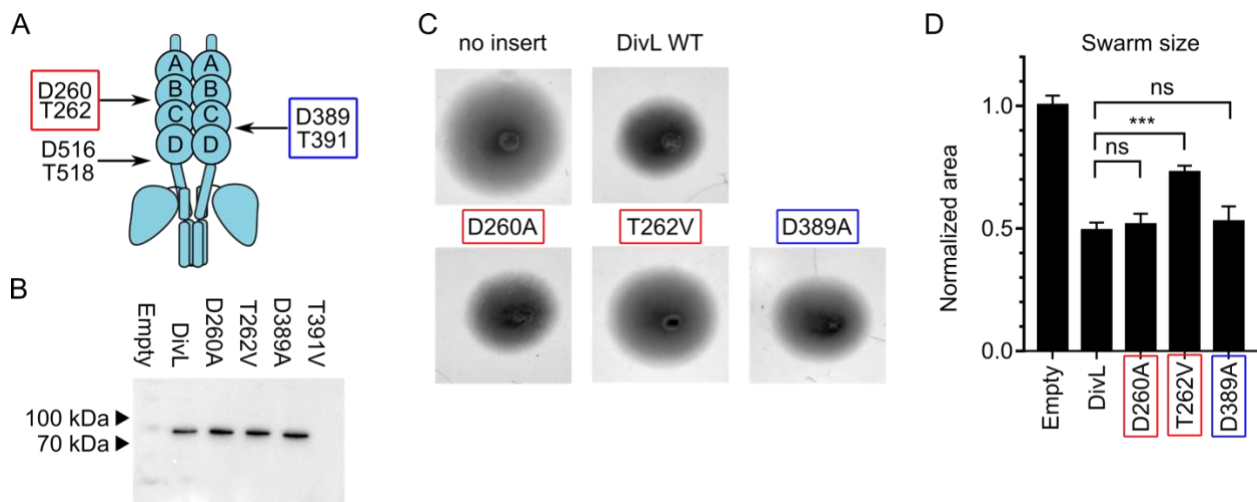 A
A A
B B
C C
D D
D260
T262
D389
T391
D516
T518
B
Empty
DivL
D260A
T262V
D389A
T391V
100 kDa
70 kDa
C
no insert
DivL WT
D260A
T262V
D389A
D
Swarm size
Normalized area
1.0
0.5
0.0
ns
***
ns
Empty
DivL
D260A
T262V
D389A